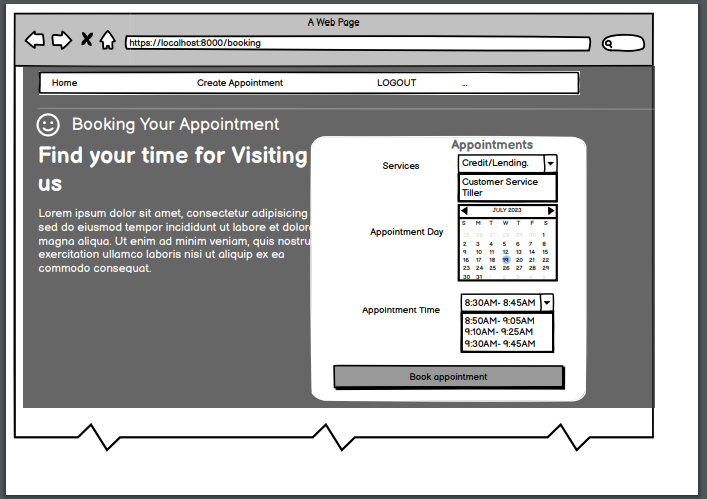 A Web Page
https://localhost:8000/booking
Home Create Appointment LOGOUT ...
Booking Your Appointment
Find your time for Visiting
us
Lorem ipsum dolor sit amet, consectetur adipisicing
sed do eiusmod tempor incididunt ut labore et dolore
magna aliqua. Ut enim ad minim veniam, quis nostru
exercitation ullamco laboris nisi ut aliquip ex ea
commodo consequat.
Appointments
Services
Credit/Lending.
Customer Service
Tiller
Appointment Day
JULY 2023
S M T W T F S
25 26 27 28 29 30 1
2 3 4 5 6 7 8
9 10 11 12 13 14 15
16 17 18 19 20 21 22
23 24 25 26 27 28 29
30 31
Appointment Time
8:30AM- 8:45AM
8:50AM- 9:05AM
9:10AM- 9:25AM
9:30AM- 9:45AM
Book appointment